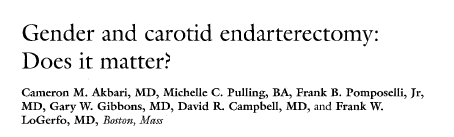 Gender and carotid endarterectomy:
Does it matter?
Cameron M. Akbari, MD, Michelle C. Pulling, BA, Frank B. Pomposelli, Jr,
MD, Gary W. Gibbons, MD, David R. Campbell, MD, and Frank W.
LoGerfo, MD, Boston, Mass